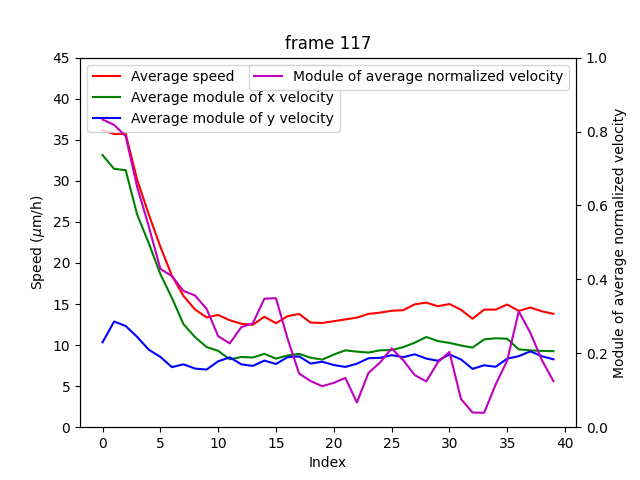 frame 117
Average speed
Average module of x velocity
Average module of y velocity
Module of average normalized velocity
Speed (μm/h)
45
40
35
30
25
20
15
10
5
0
1.0
0.8
0.6
0.4
0.2
0.0
Module of average normalized velocity
0 5 10 15 20 25 30 35 40
Index